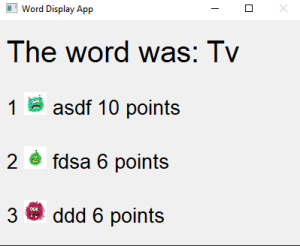 Word Display App
The word was: Tv
1 asdf 10 points
2 fdsa 6 points
3 ddd 6 points